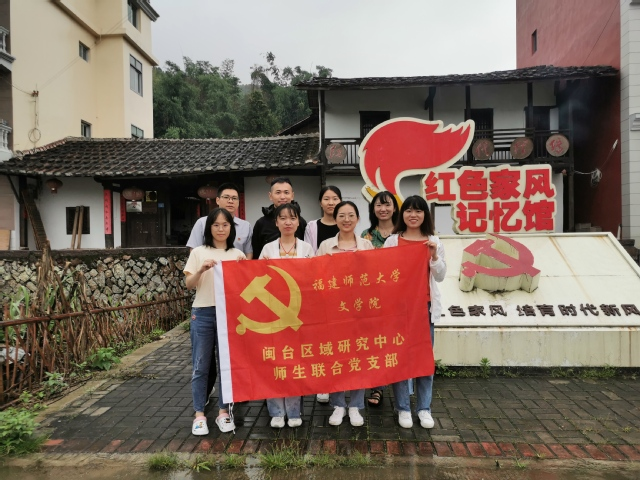 红色家风
记忆馆
色家风 培育时代新风
福建师范大学
文学院
闽台区域研究中心
师生联合党支部